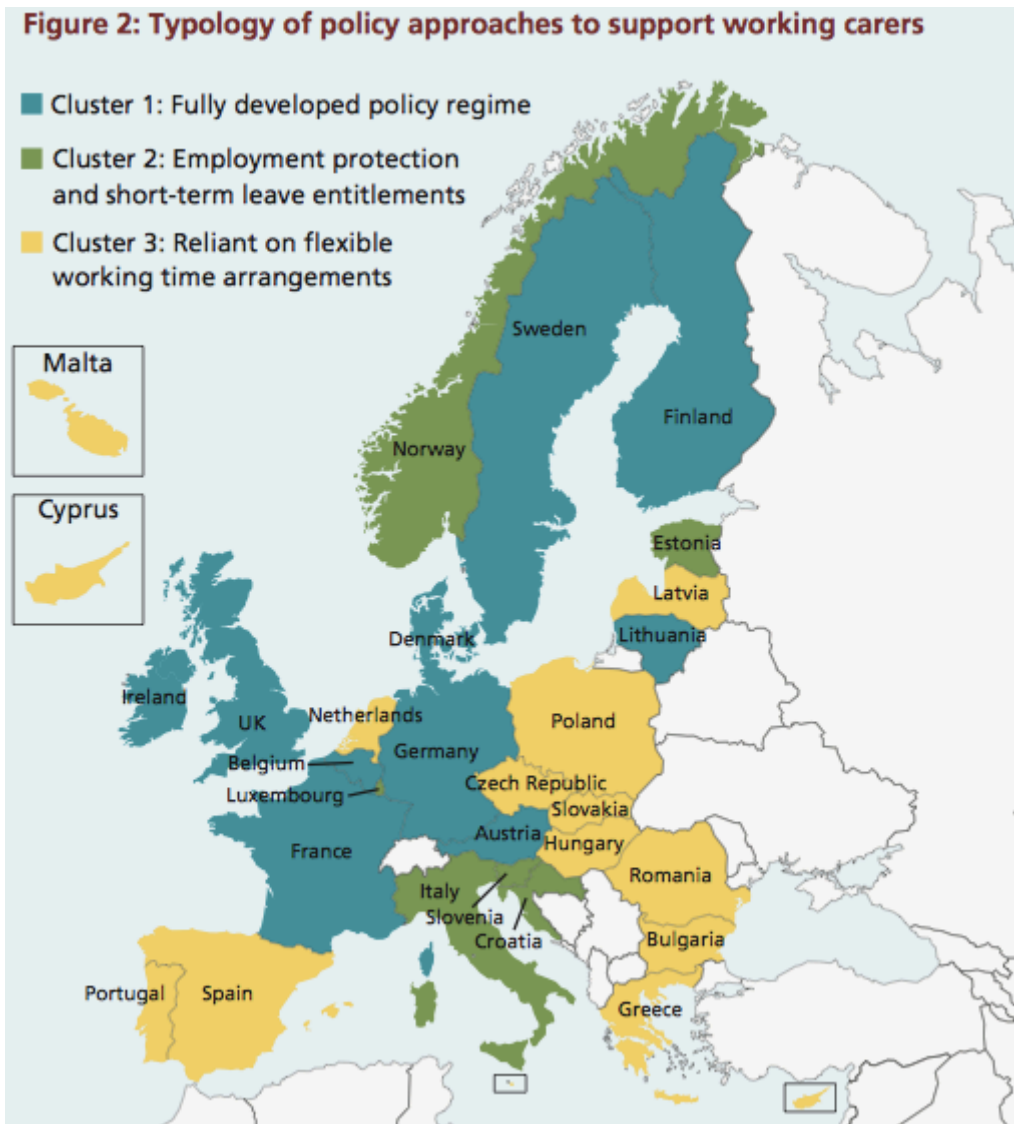 Figure 2: Typology of policy approaches to support working carers
Cluster 1: Fully developed policy regime
Cluster 2: Employment protection
and short-term leave entitlements
Cluster 3: Reliant on flexible
working time arrangements
Malta
Cyprus
Sweden
Finland
Norway
Estonia
Latvia
Lithuania
Denmark
Ireland
UK
Netherlands
Poland
Germany
Belgium
Czech Republic
Luxembourg
Slovakia
Austria
Hungary
France
Romania
Italy
Slovenia
Croatia
Bulgaria
Portugal
Spain
Greece